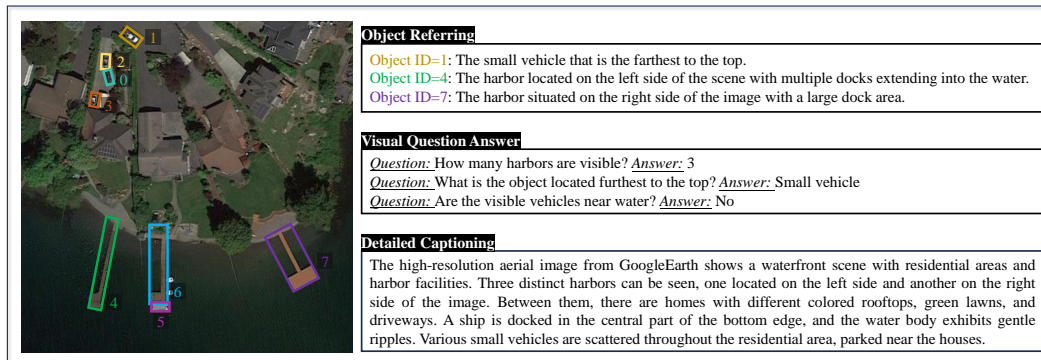 1
2
0
3
4
6
5
7
Object Referring
Object ID=1: The small vehicle that is the farthest to the top.
Object ID=4: The harbor located on the left side of the scene with multiple docks extending into the water.
Object ID=7: The harbor situated on the right side of the image with a large dock area.
Visual Question Answer
Question: How many harbors are visible? Answer: 3
Question: What is the object located furthest to the top? Answer: Small vehicle
Question: Are the visible vehicles near water? Answer: No
Detailed Captioning
The high-resolution aerial image from GoogleEarth shows a waterfront scene with residential areas and
harbor facilities. Three distinct harbors can be seen, one located on the left side and another on the right
side of the image. Between them, there are homes with different colored rooftops, green lawns, and
driveways. A ship is docked in the central part of the bottom edge, and the water body exhibits gentle
ripples. Various small vehicles are scattered throughout the residential area, parked near the houses.